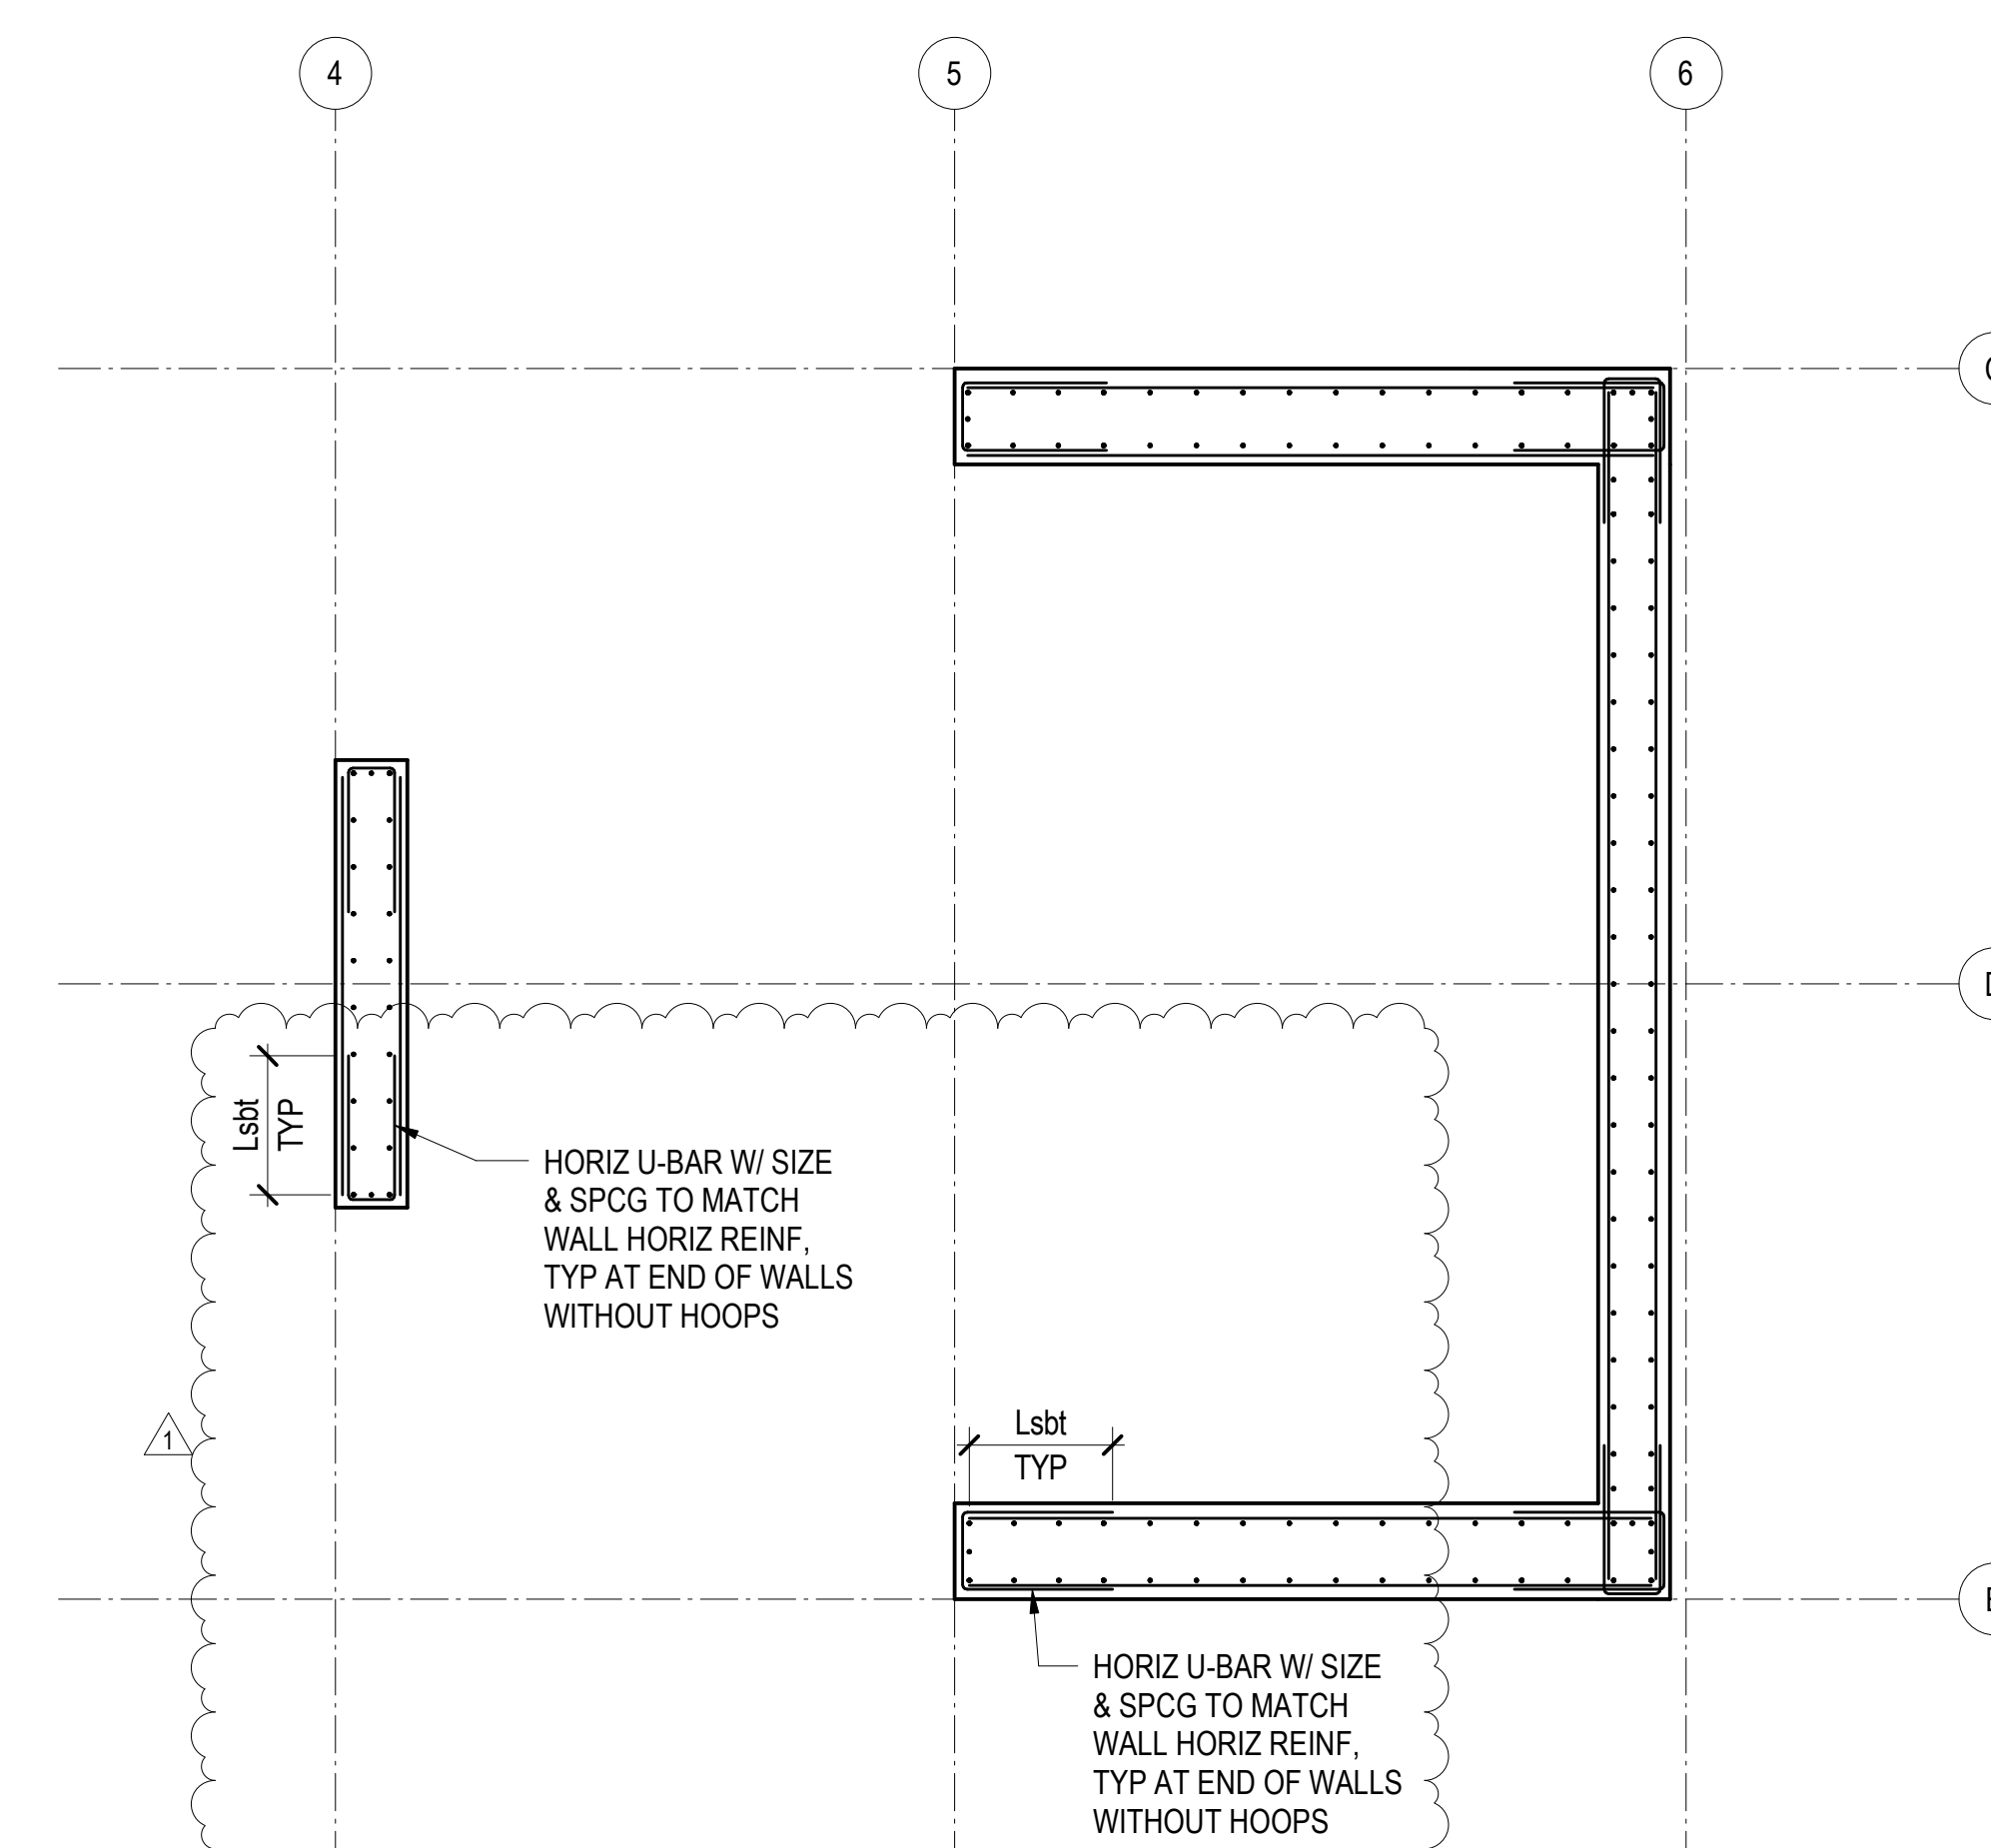 4
5
6
D
Lsbt
TYP
HORIZ U-BAR W/ SIZE
& SPCG TO MATCH
WALL HORIZ REINF,
TYP AT END OF WALLS
WITHOUT HOOPS
1
Lsbt
TYP
HORIZ U-BAR W/ SIZE
& SPCG TO MATCH
WALL HORIZ REINF,
TYP AT END OF WALLS
WITHOUT HOOPS